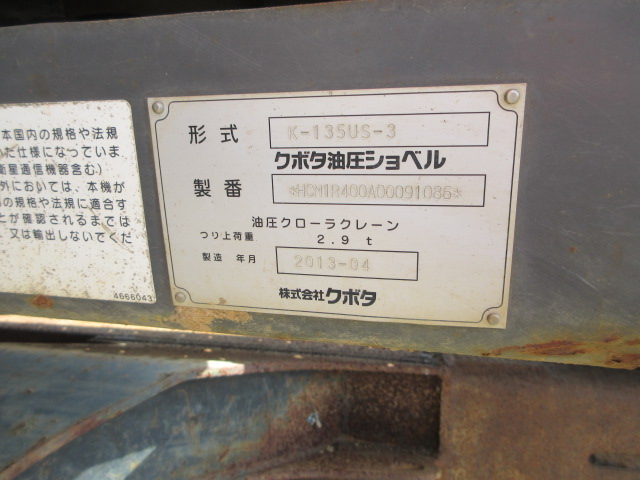 本国内の規格や法規
いた仕様になっていま
衛星通信機器含む)
外においては、本機が
の規格や法規に適合す
とが確認されるまでは
、又は輸出しないでくだ
4666043
形式 K-135US-3
クボタ油圧ショベル
製番 *HCM1R400A00091086*
油圧クローラクレーン
つり上荷重 2.9 t
製造 年月 2013-04
株式会社クボタ